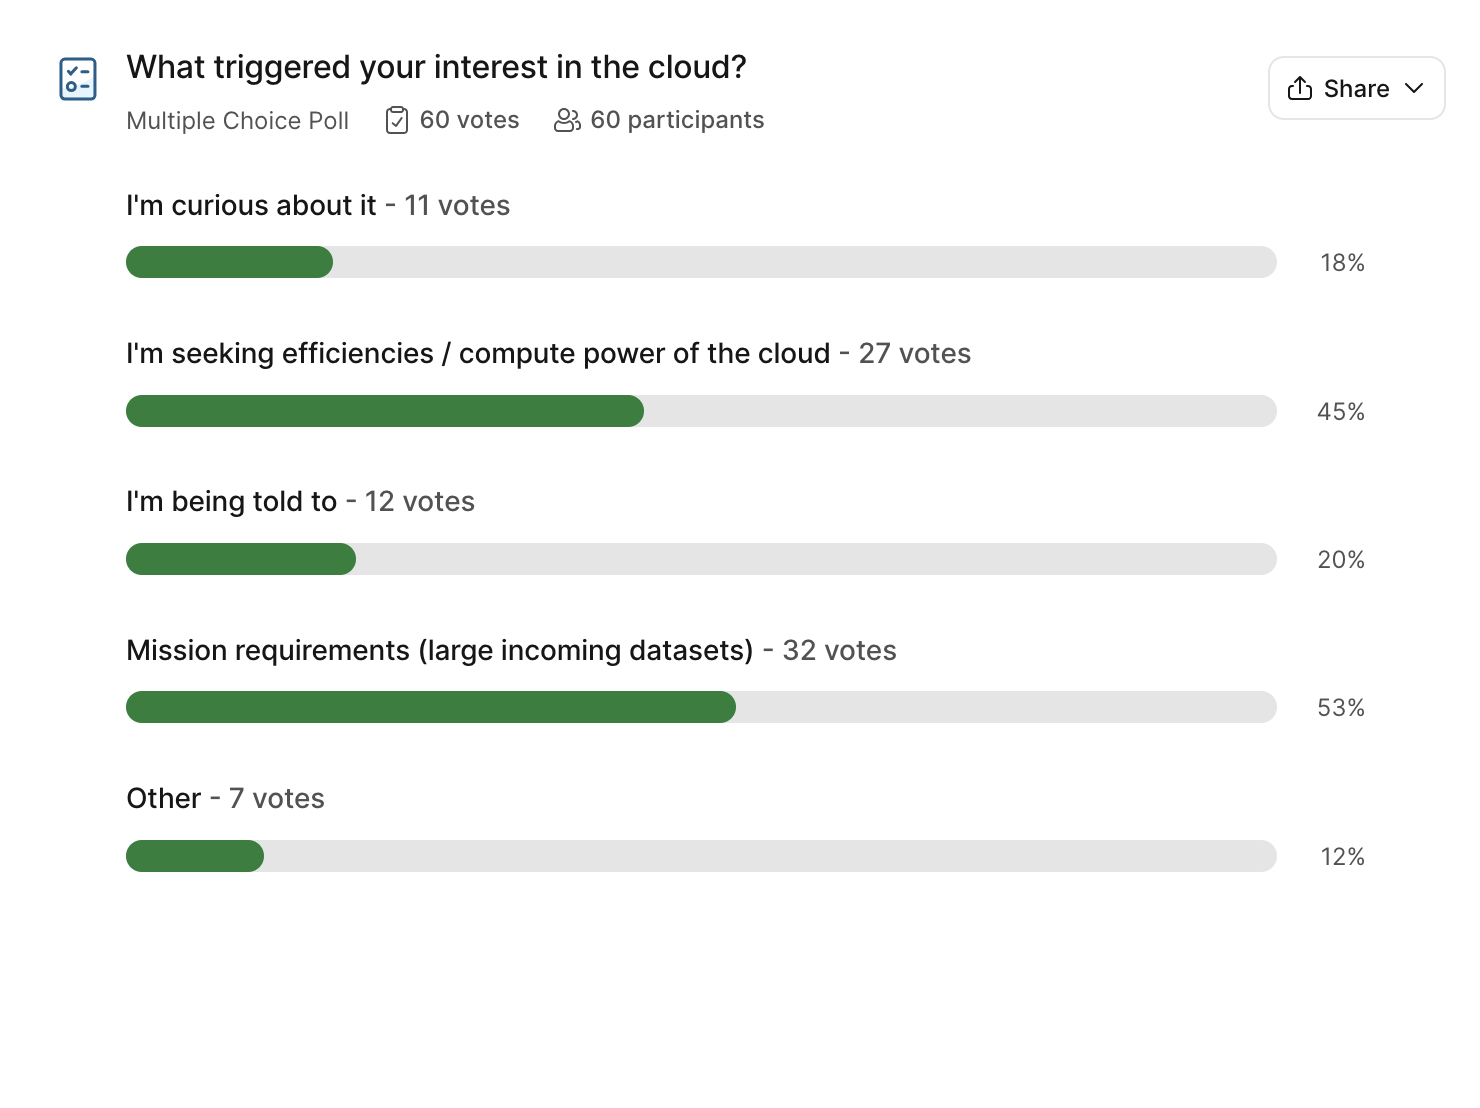 What triggered your interest in the cloud?
Share
Multiple Choice Poll 60 votes 60 participants
I'm curious about it - 11 votes
18%
I'm seeking efficiencies / compute power of the cloud - 27 votes
45%
I'm being told to - 12 votes
20%
Mission requirements (large incoming datasets) - 32 votes
53%
Other - 7 votes
12%